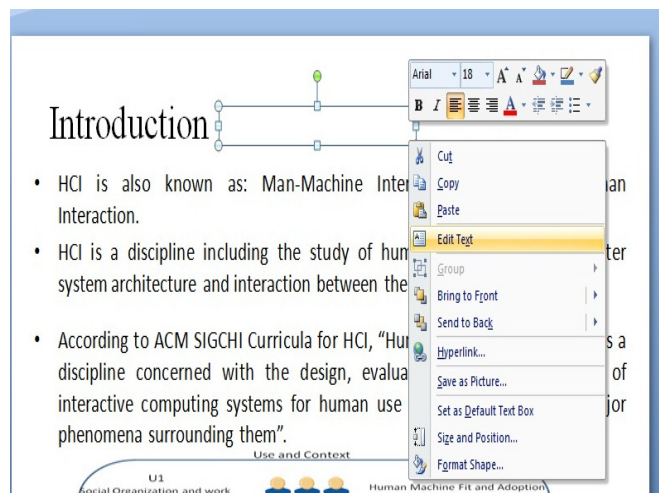 Arial 18 A A
B I A
Introduction
• HCI is also known as: Man-Machine Inter an
Interaction.
• HCI is a discipline including the study of hum ter
system architecture and interaction between the
• According to ACM SIGCHI Curricula for HCI, “Hu s a
discipline concerned with the design, evalua of
interactive computing systems for human use jor
phenomena surrounding them”.
Cut
Copy
Paste
Edit Text
Group
Bring to Front
Send to Back
Hyperlink...
Save as Picture...
Set as Default Text Box
Size and Position...
Format Shape...
Use and Context
U1
Social Organization and work
Human Machine Fit and Adoption